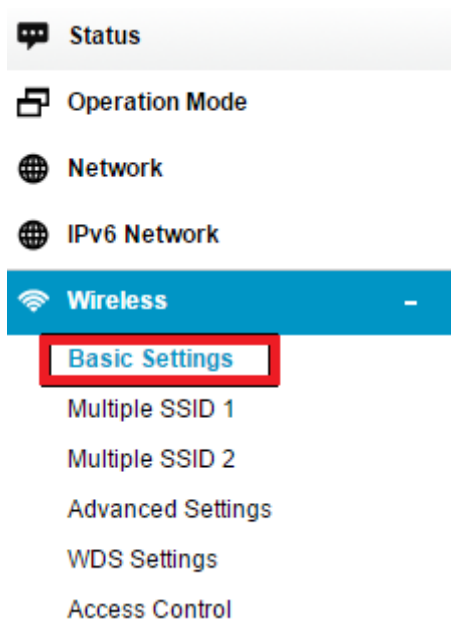 Status
Operation Mode
Network
IPv6 Network
Wireless -
Basic Settings
Multiple SSID 1
Multiple SSID 2
Advanced Settings
WDS Settings
Access Control